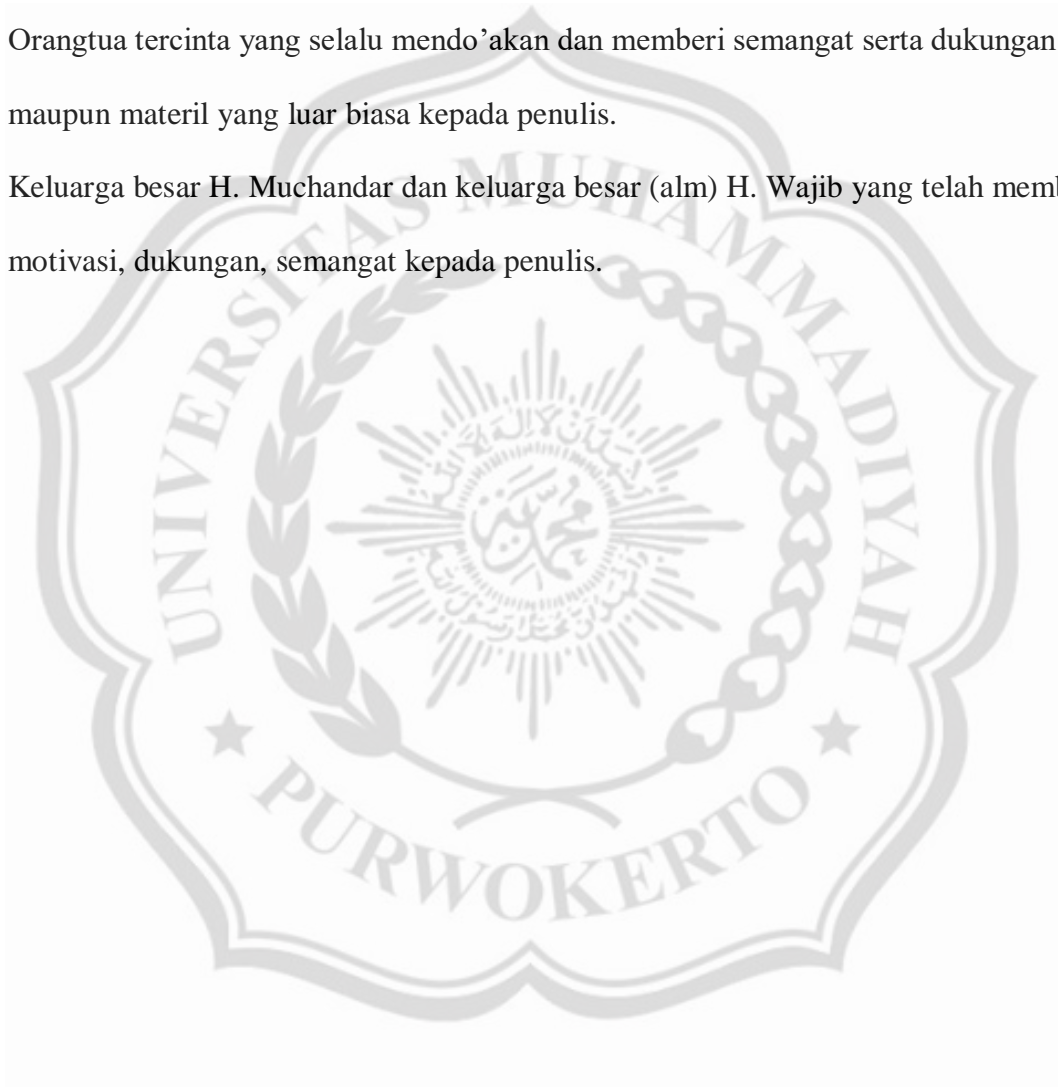 Orangtua tercinta yang selalu mendo’akan dan memberi semangat serta dukungan
maupun materil yang luar biasa kepada penulis.
Keluarga besar H. Muchandar dan keluarga besar (alm) H. Wajib yang telah
motivasi, dukungan, semangat kepada penulis.
UNIVERSITAS MUHAMMADIYAH
PURWOKERTO